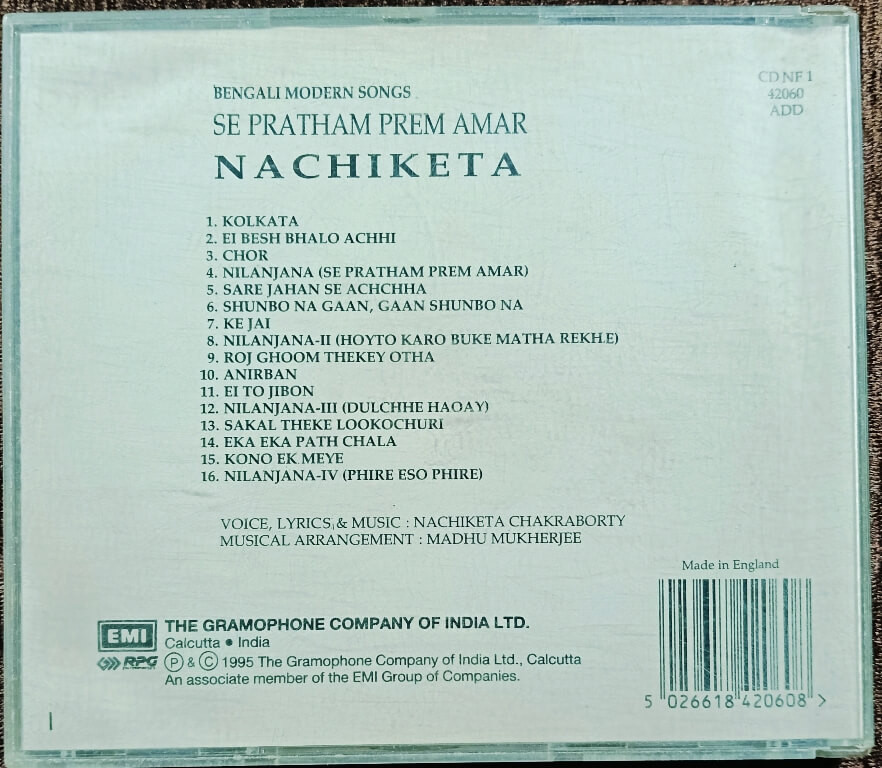 BENGALI MODERN SONGS
SE PRATHAM PREM AMAR
NACHIKETA
CD NF 1
42060
ADD
1. KOLKATA
2. EI BESH BHALO ACHHI
3. CHOR
4. NILANJANA (SE PRATHAM PREM AMAR)
5. SARE JAHAN SE ACHCHHA
6. SHUNBO NA GAAN, GAAN SHUNBO NA
7. KE JAI
8. NILANJANA-II (HOYTO KARO BUKE MATHA REKHE)
9. ROJ GHOOM THEKEY OTHA
10. ANIRBAN
11. EI TO JIBON
12. NILANJANA-III (DULCHHE HAOAY)
13. SAKAL THEKE LOOKOCHURI
14. EKA EKA PATH CHALA
15. KONO EK MEYE
16. NILANJANA-IV (PHIRE ESO PHIRE)
VOICE, LYRICS, & MUSIC : NACHIKETA CHAKRABORTY
MUSICAL ARRANGEMENT : MADHU MUKHERJEE
Made in England
EMI THE GRAMOPHONE COMPANY OF INDIA LTD.
Calcutta • India
RPG Ⓟ & Ⓒ 1995 The Gramophone Company of India Ltd., Calcutta
An associate member of the EMI Group of Companies.
5 026618 420608 >